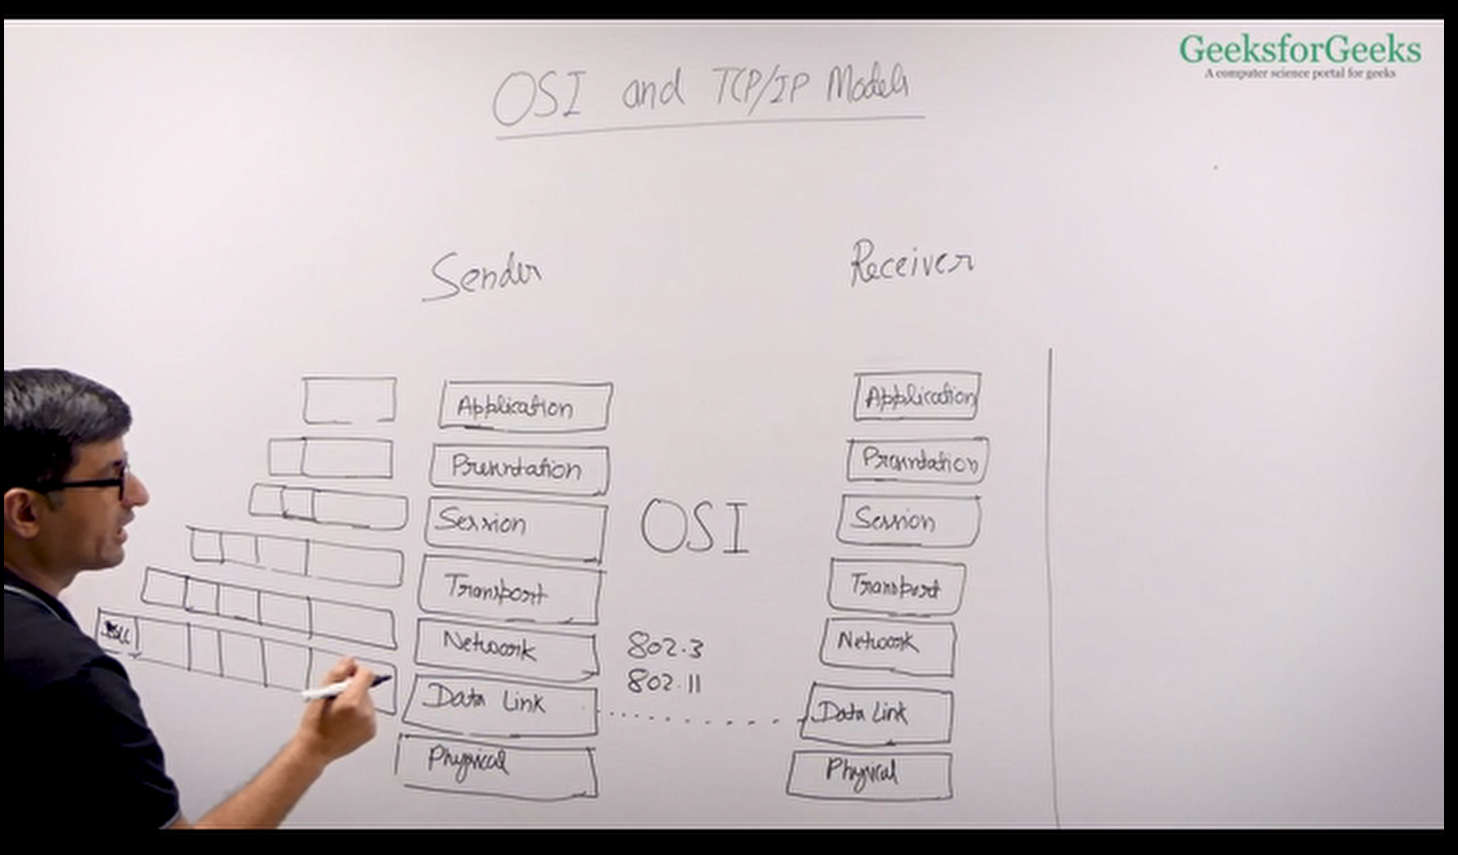 GeeksforGeeks
A computer science portal for geeks
OSI and TCP/IP Models
Sender
Receiver
Application
Application
Presentation
Presentation
Session
OSI
Session
Transport
Transport
Network
802.3
Network
802.11
Data Link
Data Link
Physical
Physical